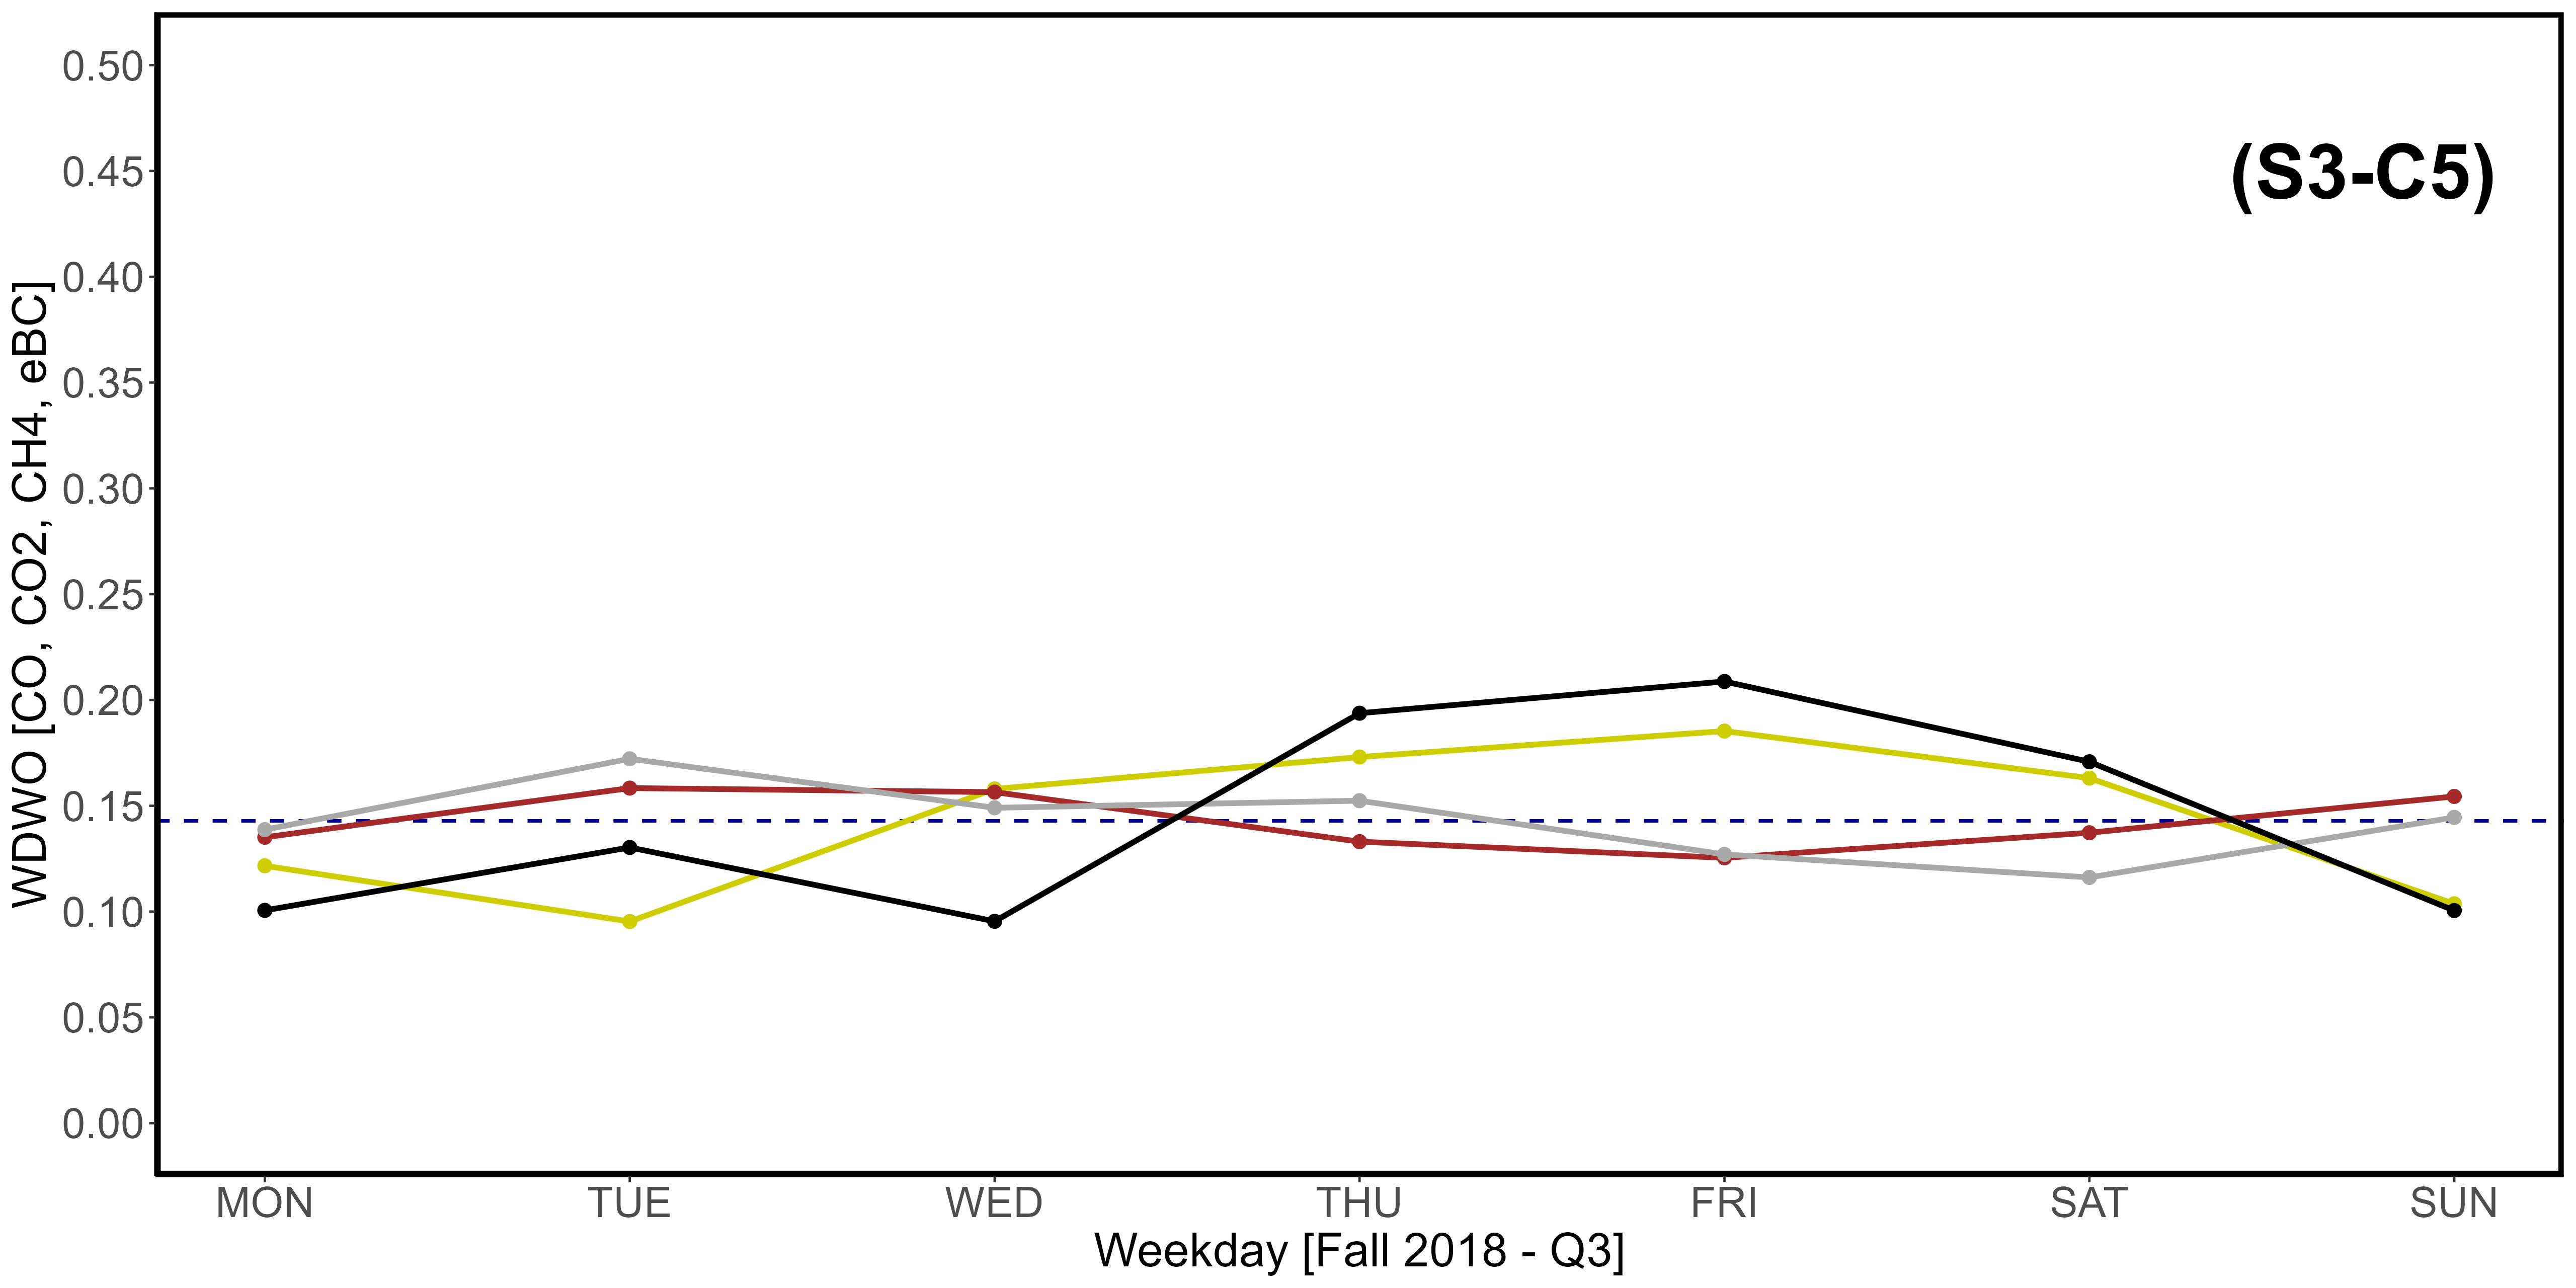 0.50
0.45
0.40
0.35
0.30
0.25
0.20
0.15
0.10
0.05
0.00
WDWO [CO, CO2, CH4, eBC]
(S3-C5)
MON TUE WED THU FRI SAT SUN
Weekday [Fall 2018 - Q3]